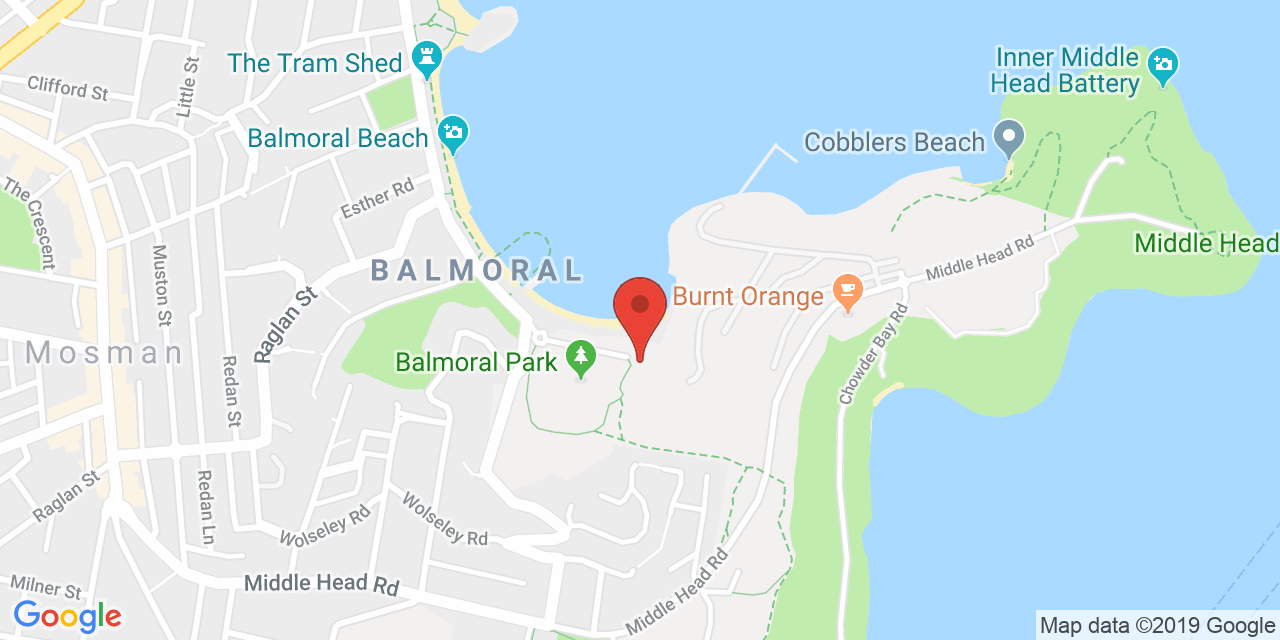 The Tram Shed
Inner Middle
Head Battery
Clifford St
Little St
Balmoral Beach
Cobblers Beach
The Crescent
Esther Rd
Muston St
BALMORAL
Middle Head Rd
Middle Head
Burnt Orange
Raglan St
Mosman
Balmoral Park
Chowder Bay Rd
Redan St
Raglan St
Redan Ln
Wolseley Rd
Wolseley Rd
Middle Head Rd
Middle Head Rd
Milner St
Google
Map data ©2019 Google